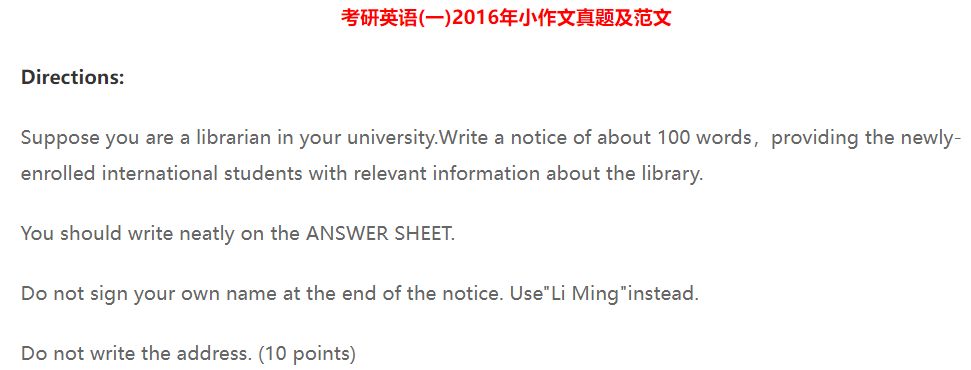 考研英语(一)2016年小作文真题及范文
Directions:
Suppose you are a librarian in your university.Write a notice of about 100 words，providing the newly-
enrolled international students with relevant information about the library.
You should write neatly on the ANSWER SHEET.
Do not sign your own name at the end of the notice. Use"Li Ming"instead.
Do not write the address. (10 points)